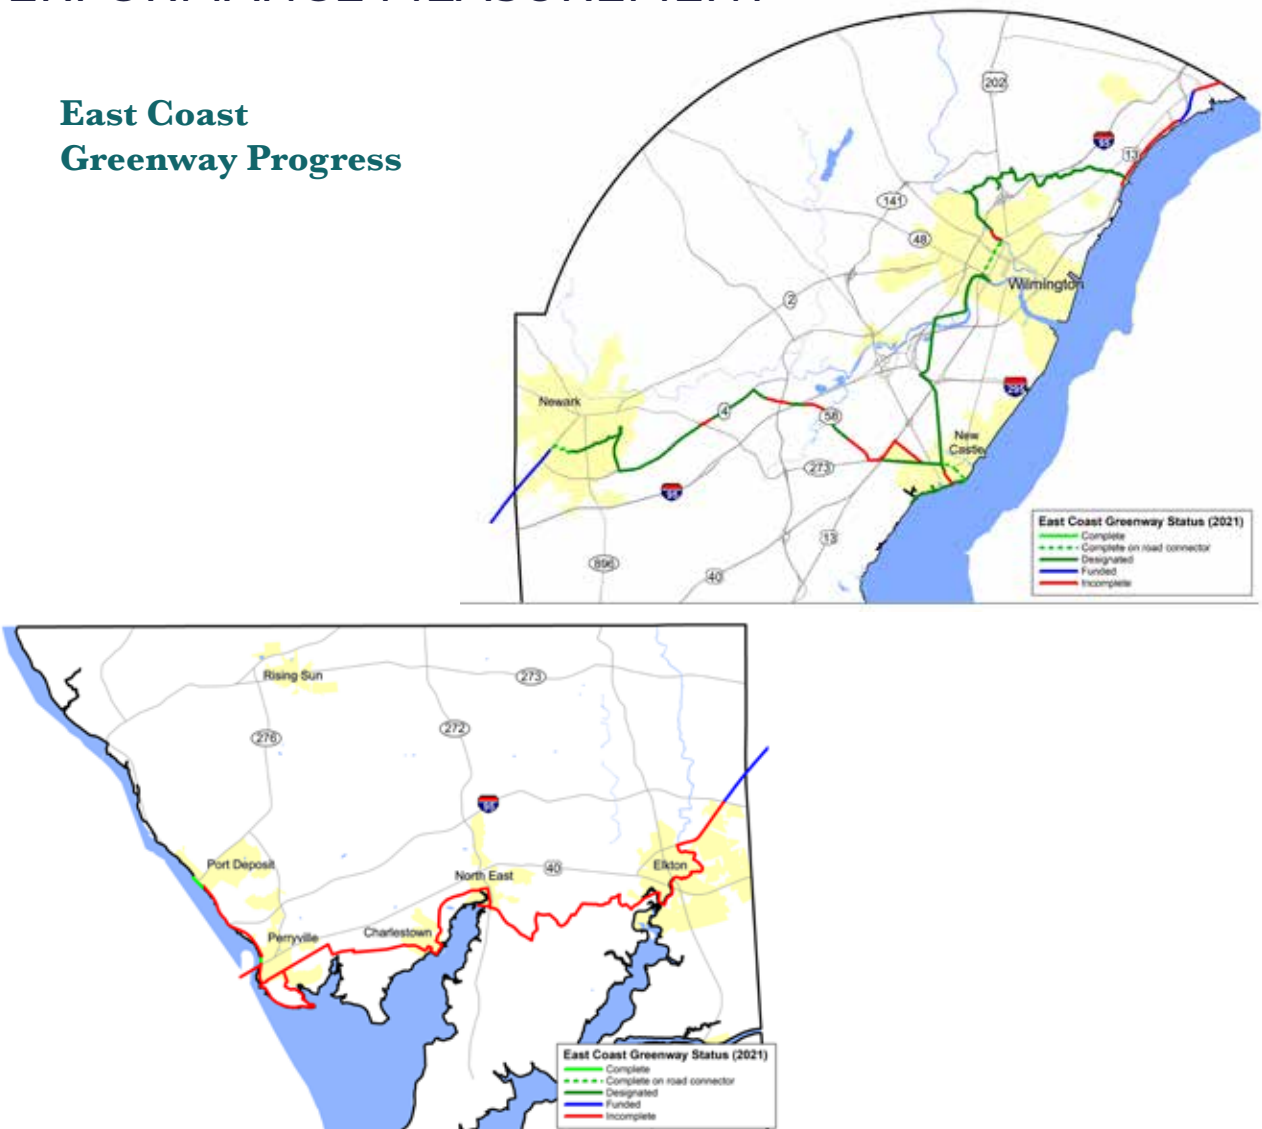 East Coast
Greenway Progress
202
95
13
141
48
Wilmington
2
295
Newark
4
58
New
Castle
273
95
13
896
40
East Coast Greenway Status (2021)
Complete
Complete on road connector
Designated
Funded
Incomplete
Rising Sun
273
276
272
95
Port Deposit
North East
40
Elkton
Perryville
Charlestown
East Coast Greenway Status (2021)
Complete
Complete on road connector
Designated
Funded
Incomplete